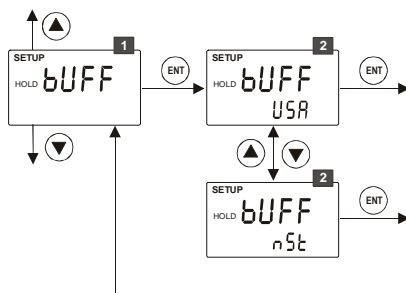 1
SETUP
HOLD bUFF
ENT
2
SETUP
HOLD bUFF
USA
ENT
2
SETUP
HOLD bUFF
nSt
ENT